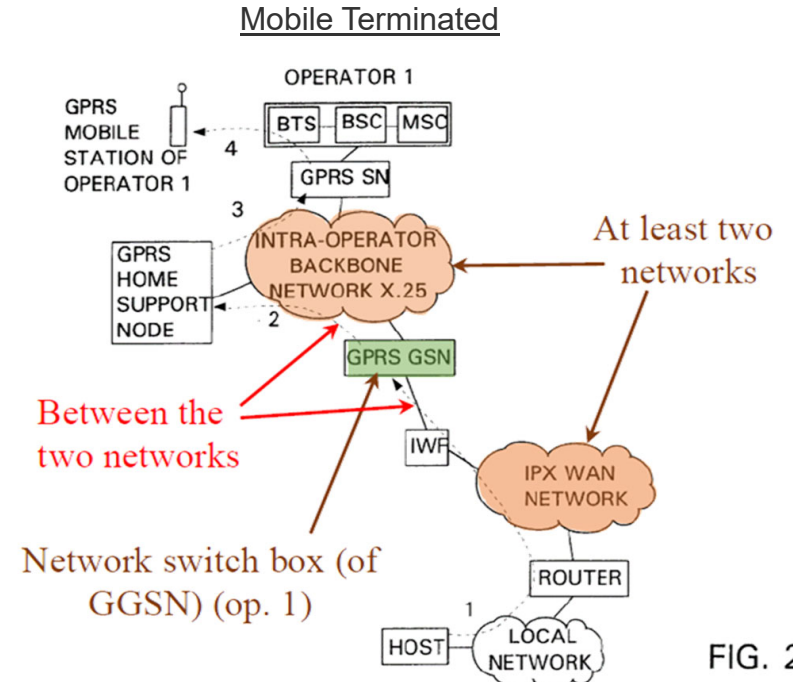 Mobile Terminated
OPERATOR 1
GPRS
MOBILE
STATION OF
OPERATOR 1
BTS
BSC
MSC
4
GPRS SN
3
INTRA-OPERATOR
BACKBONE
NETWORK X.25
At least two
networks
GPRS
HOME
SUPPORT
NODE
2
GPRS GSN
Between the
two networks
IWF
IPX WAN
NETWORK
Network switch box (of
GGSN) (op. 1)
ROUTER
1
HOST
LOCAL
NETWORK
FIG. 2